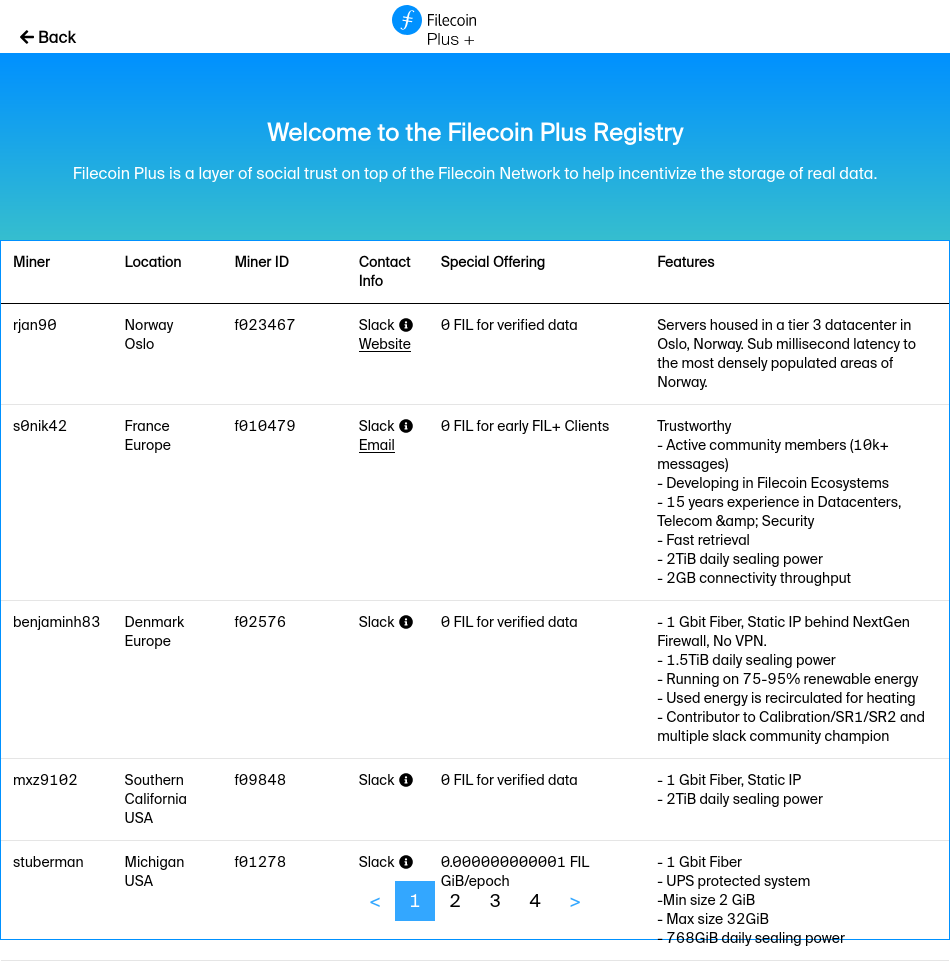 Back
Filecoin
Plus +
Welcome to the Filecoin Plus Registry
Filecoin Plus is a layer of social trust on top of the Filecoin Network to help incentivize the storage of real data.
Miner Location Miner ID Contact Info Special Offering Features
rjan90
Norway
Oslo
f023467
Slack
Website
0 FIL for verified data
Servers housed in a tier 3 datacenter in
Oslo, Norway. Sub millisecond latency to
the most densely populated areas of
Norway.
s0nik42
France
Europe
f010479
Slack
Email
0 FIL for early FIL+ Clients
Trustworthy
- Active community members (10k+
messages)
- Developing in Filecoin Ecosystems
- 15 years experience in Datacenters,
Telecom &amp; Security
- Fast retrieval
- 2TiB daily sealing power
- 2GB connectivity throughput
benjaminh83
Denmark
Europe
f02576
Slack
0 FIL for verified data
- 1 Gbit Fiber, Static IP behind NextGen
Firewall, No VPN.
- 1.5TiB daily sealing power
- Running on 75-95% renewable energy
- Used energy is recirculated for heating
- Contributor to Calibration/SR1/SR2 and
multiple slack community champion
mxz9102
Southern
California
USA
f09848
Slack
0 FIL for verified data
- 1 Gbit Fiber, Static IP
- 2TiB daily sealing power
stuberman
Michigan
USA
f01278
Slack
0.000000000001 FIL
GiB/epoch
- 1 Gbit Fiber
- UPS protected system
-Min size 2 GiB
- Max size 32GiB
- 768GiB daily sealing power
< 1 2 3 4 >